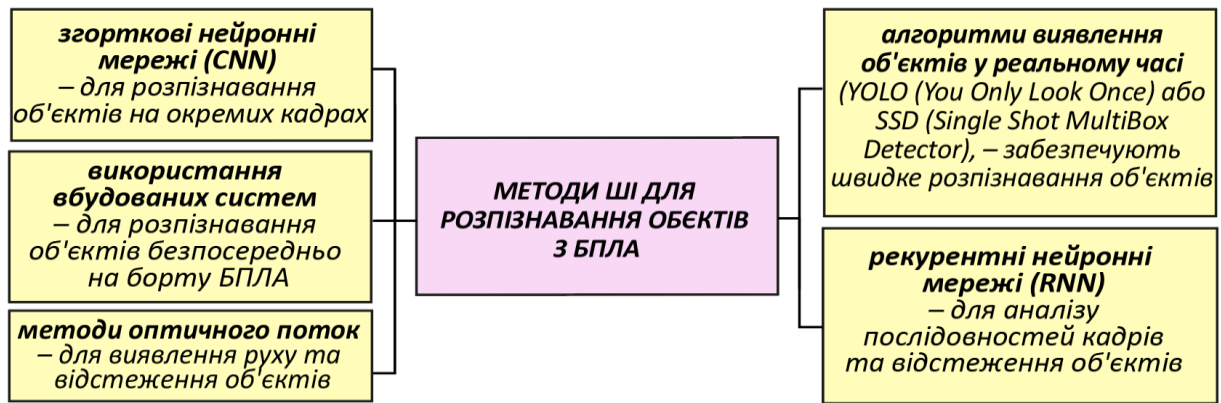 згорткові нейронні
мережі (CNN)
– для розпізнавання
об'єктів на окремих кадрах
використання
вбудованих систем
– для розпізнавання
об'єктів безпосередньо
на борту БПЛА
методи оптичного поток
– для виявлення руху та
відстеження об'єктів
МЕТОДИ ШІ ДЛЯ
РОЗПІЗНАВАННЯ ОБЄКТІВ
З БПЛА
алгоритми виявлення
об'єктів у реальному часі
(YOLO (You Only Look Once) або
SSD (Single Shot MultiBox
Detector), – забезпечують
швидке розпізнавання об'єктів
рекурентні нейронні
мережі (RNN)
– для аналізу
послідовностей кадрів
та відстеження об'єктів